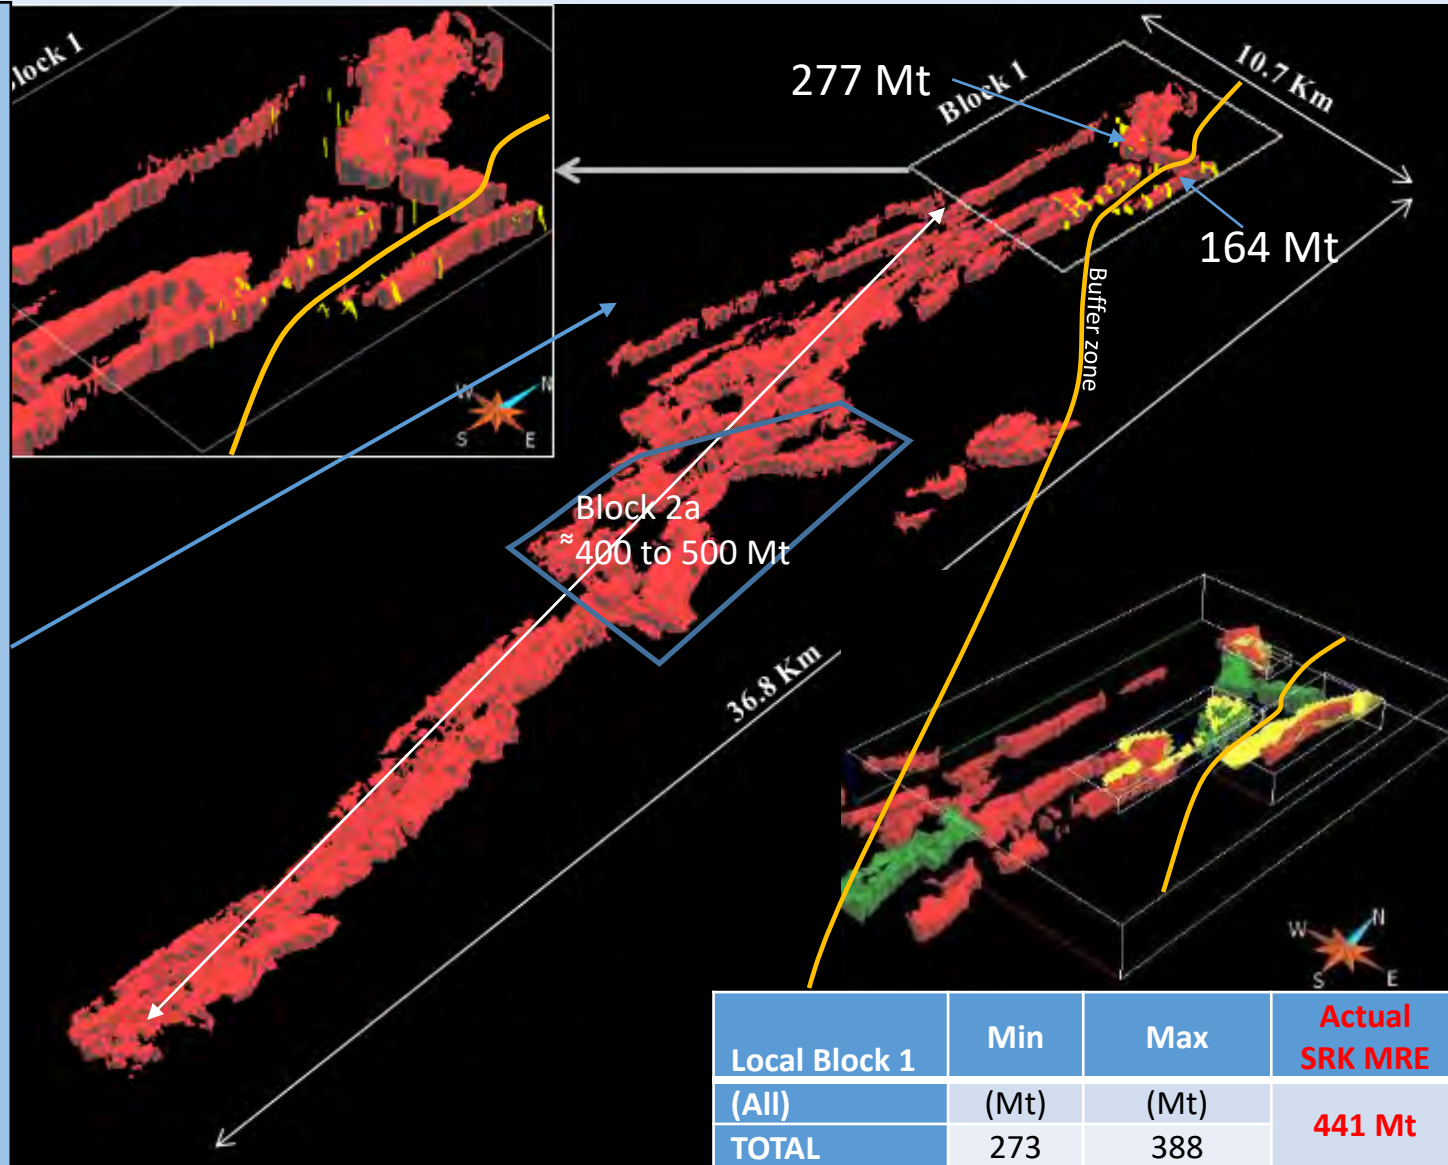 lock 1
W
N
S
E
277 Mt
Block 1
10.7 Km
164 Mt
Buffer zone
Block 2a
≈400 to 500 Mt
36.8 Km
W
N
S
E
Local Block 1 Min Max Actual SRK MRE
(All) (Mt) (Mt) 441 Mt
TOTAL 273 388